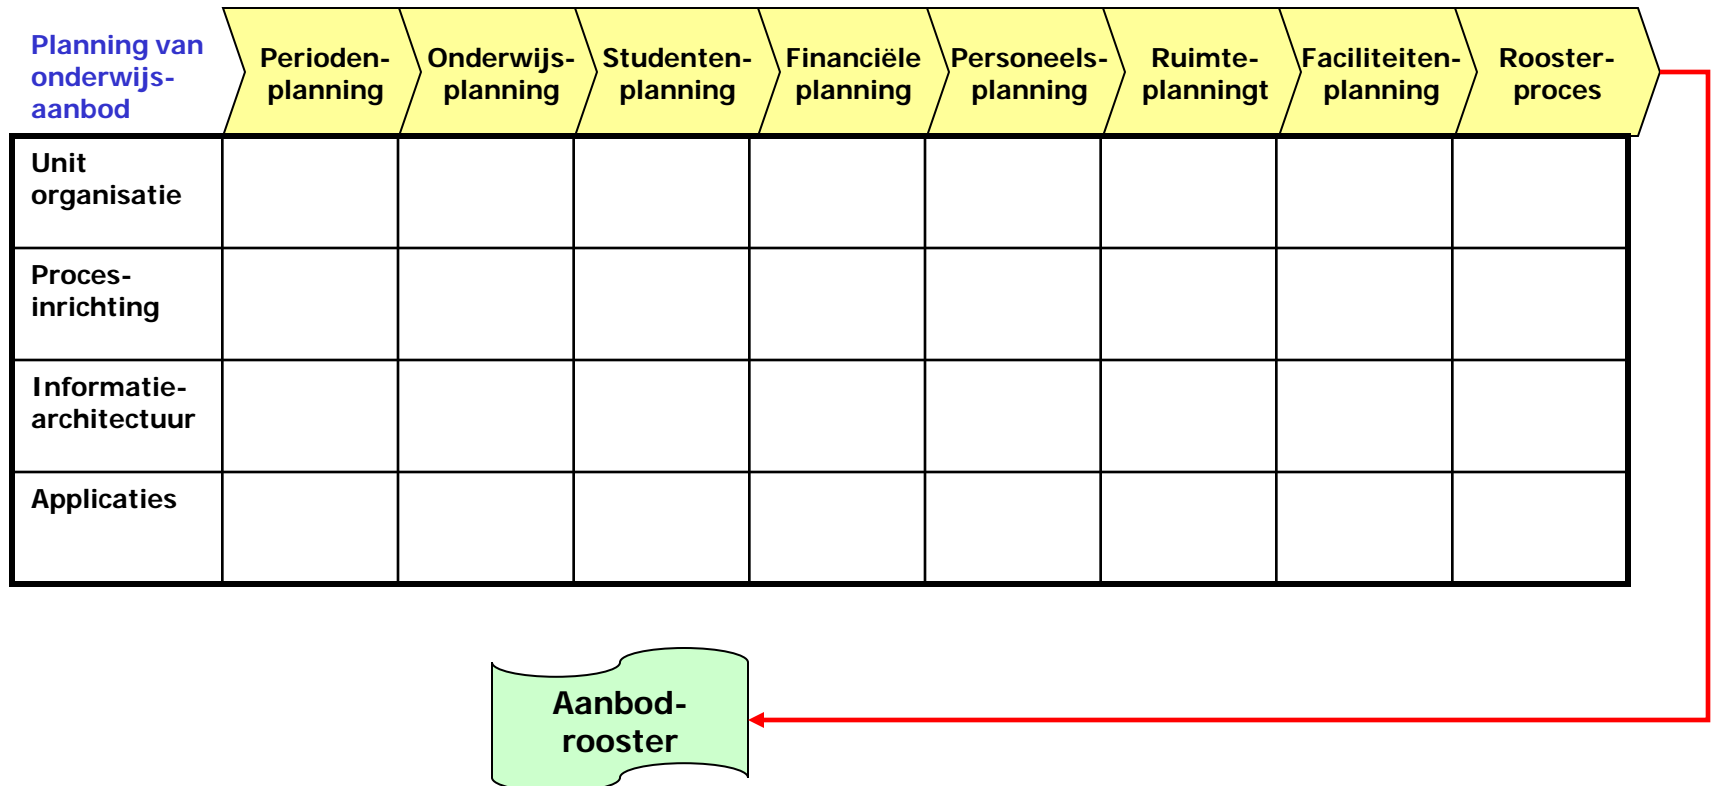 Planning van
onderwijs-
aanbod
Perioden-
planning
Onderwijs-
planning
Studenten-
planning
Financiële
planning
Personeels-
planning
Ruimte-
planningt
Faciliteiten-
planning
Rooster-
proces
Unit
organisatie
Proces-
inrichting
Informatie-
architectuur
Applicaties
Aanbod-
rooster